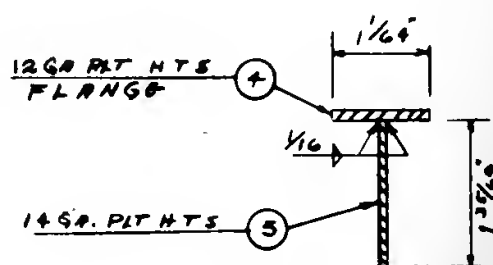 1 1/64"
12 GA PLT HTS
FLANGE
4
1/16
1 35/64"
14 GA. PLT HTS
5